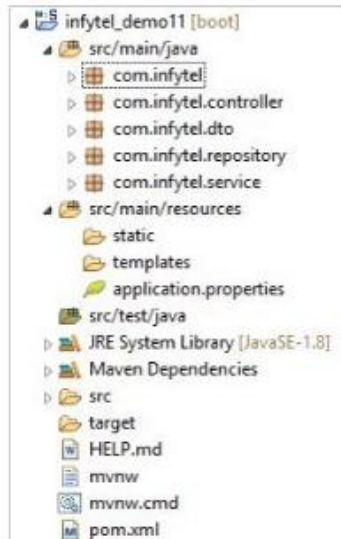 infytel_demo11 [boot]
src/main/java
com.infytel
com.infytel.controller
com.infytel.dto
com.infytel.repository
com.infytel.service
src/main/resources
static
templates
application.properties
src/test/java
JRE System Library [JavaSE-1.8]
Maven Dependencies
src
target
HELP.md
mvnw
mvnw.cmd
pom.xml